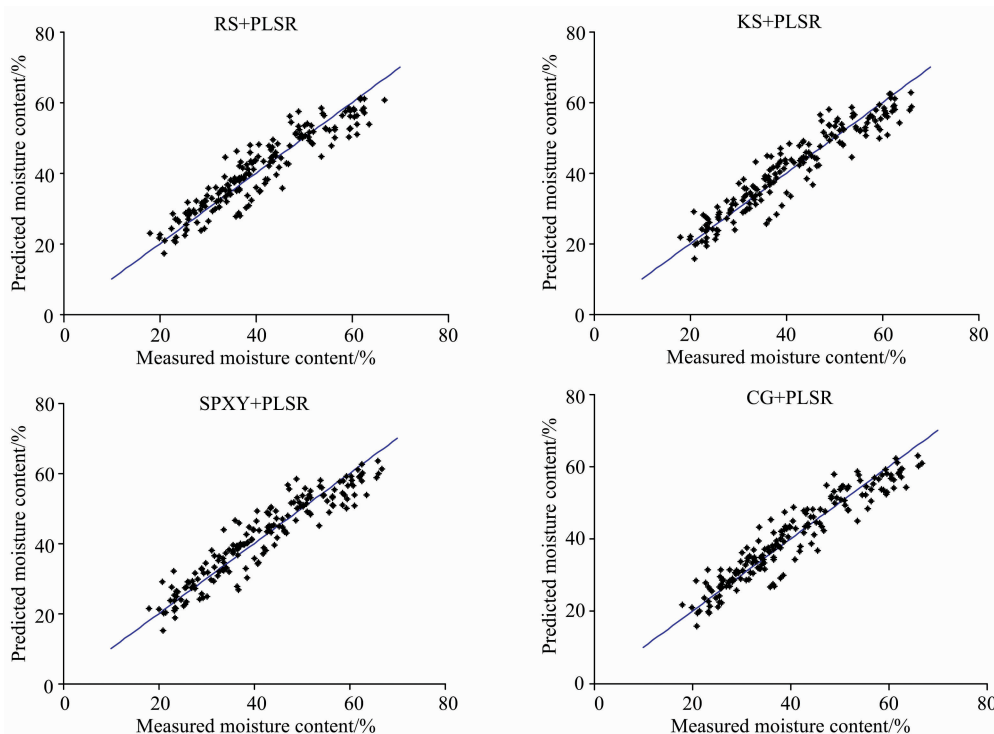 RS+PLSR
80
60
40
20
0
Predicted moisture content/%
0 20 40 60 80
Measured moisture content/%
KS+PLSR
80
60
40
20
0
Predicted moisture content/%
0 20 40 60 80
Measured moisture content/%
SPXY+PLSR
80
60
40
20
0
Predicted moisture content/%
0 20 40 60 80
Measured moisture content/%
CG+PLSR
80
60
40
20
0
Predicted moisture content/%
0 20 40 60 80
Measured moisture content/%